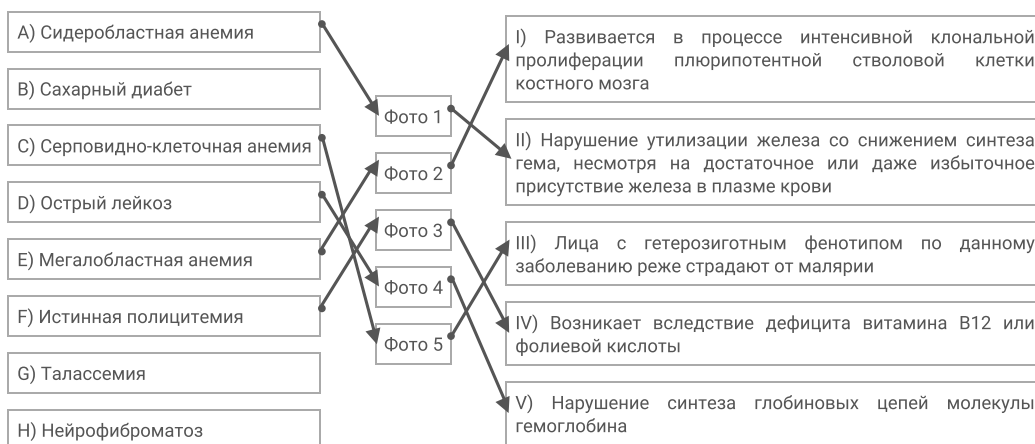 A) Сидеробластная анемия
B) Сахарный диабет
C) Серповидно-клеточная анемия
D) Острый лейкоз
E) Мегалобластная анемия
F) Истинная полицитемия
G) Талассемия
H) Нейрофиброматоз
Фото 1
Фото 2
Фото 3
Фото 4
Фото 5
I) Развивается в процессе интенсивной клональной
пролиферации плюрипотентной стволовой клетки
костного мозга
II) Нарушение утилизации железа со снижением синтеза
гема, несмотря на достаточное или даже избыточное
присутствие железа в плазме крови
III) Лица с гетерозиготным фенотипом по данному
заболеванию реже страдают от малярии
IV) Возникает вследствие дефицита витамина B12 или
фолиевой кислоты
V) Нарушение синтеза глобиновых цепей молекулы
гемоглобина